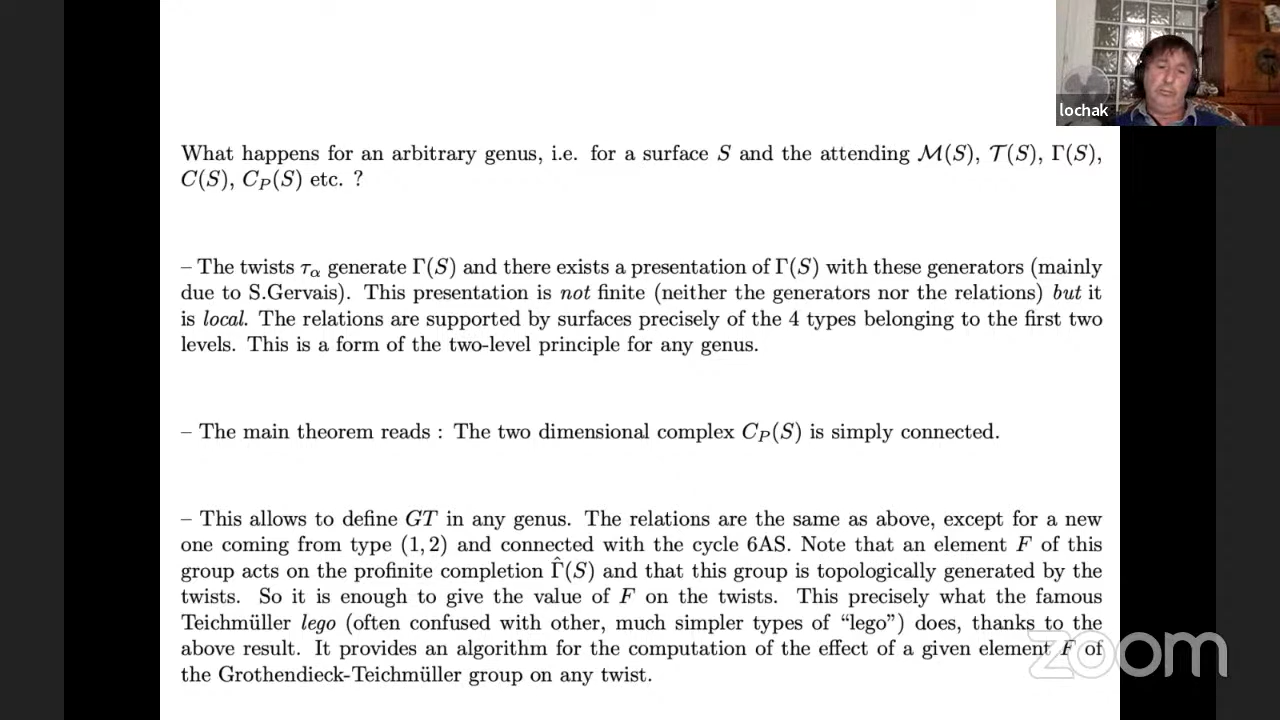 lochak
What happens for an arbitrary genus, i.e. for a surface S and the attending ℳ(S), 𝒯(S), Γ(S),
C(S), C_P(S) etc. ?
– The twists τ_α generate Γ(S) and there exists a presentation of Γ(S) with these generators (mainly
due to S.Gervais). This presentation is not finite (neither the generators nor the relations) but it
is local. The relations are supported by surfaces precisely of the 4 types belonging to the first two
levels. This is a form of the two-level principle for any genus.
– The main theorem reads : The two dimensional complex C_P(S) is simply connected.
– This allows to define GT in any genus. The relations are the same as above, except for a new
one coming from type (1, 2) and connected with the cycle 6AS. Note that an element F of this
group acts on the profinite completion Γ̂(S) and that this group is topologically generated by the
twists. So it is enough to give the value of F on the twists. This precisely what the famous
Teichmüller lego (often confused with other, much simpler types of “lego”) does, thanks to the
above result. It provides an algorithm for the computation of the effect of a given element F of
the Grothendieck-Teichmüller group on any twist.
zoom